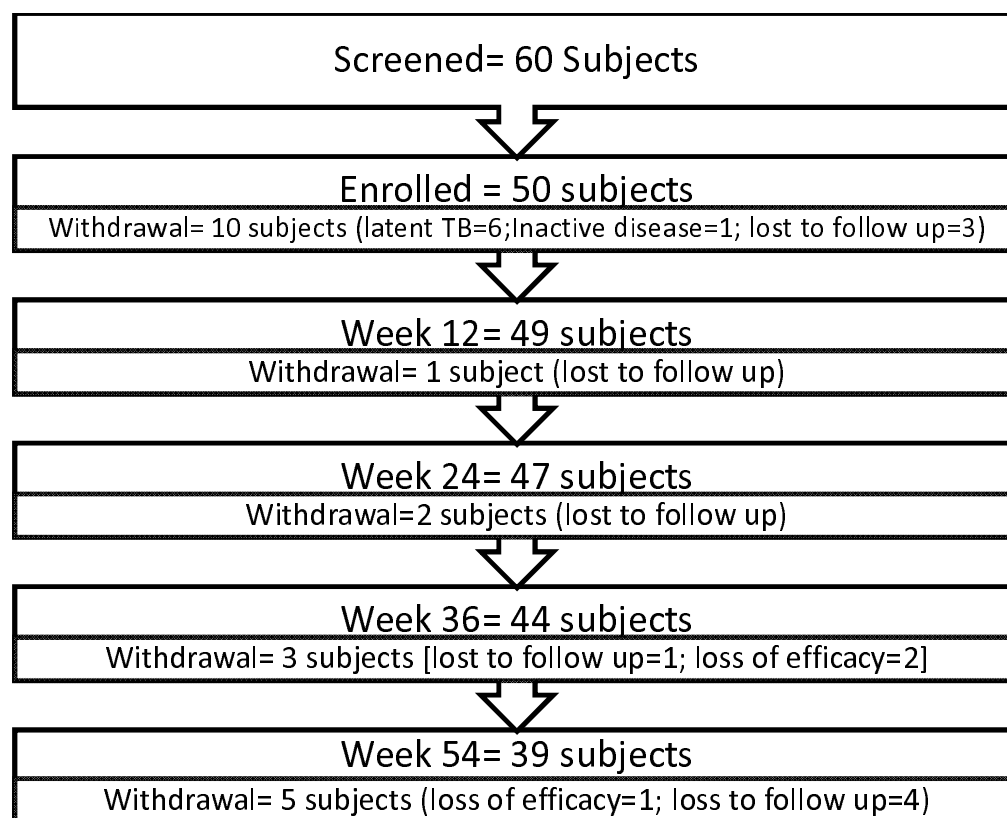 Screened= 60 Subjects
Enrolled = 50 subjects
Withdrawal= 10 subjects (latent TB=6;Inactive disease=1; lost to follow up=3)
Week 12= 49 subjects
Withdrawal= 1 subject (lost to follow up)
Week 24= 47 subjects
Withdrawal=2 subjects (lost to follow up)
Week 36= 44 subjects
Withdrawal= 3 subjects [lost to follow up=1; loss of efficacy=2]
Week 54= 39 subjects
Withdrawal= 5 subjects (loss of efficacy=1; loss to follow up=4)